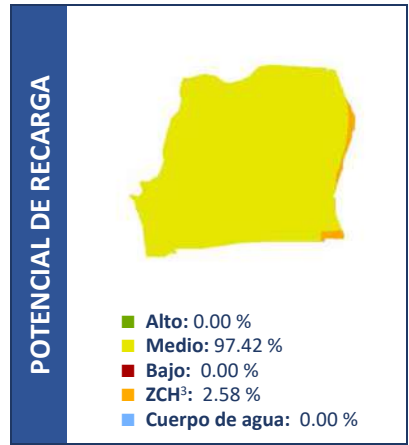 POTENCIAL DE RECARGA
Alto: 0.00 %
Medio: 97.42 %
Bajo: 0.00 %
ZCH³: 2.58 %
Cuerpo de agua: 0.00 %